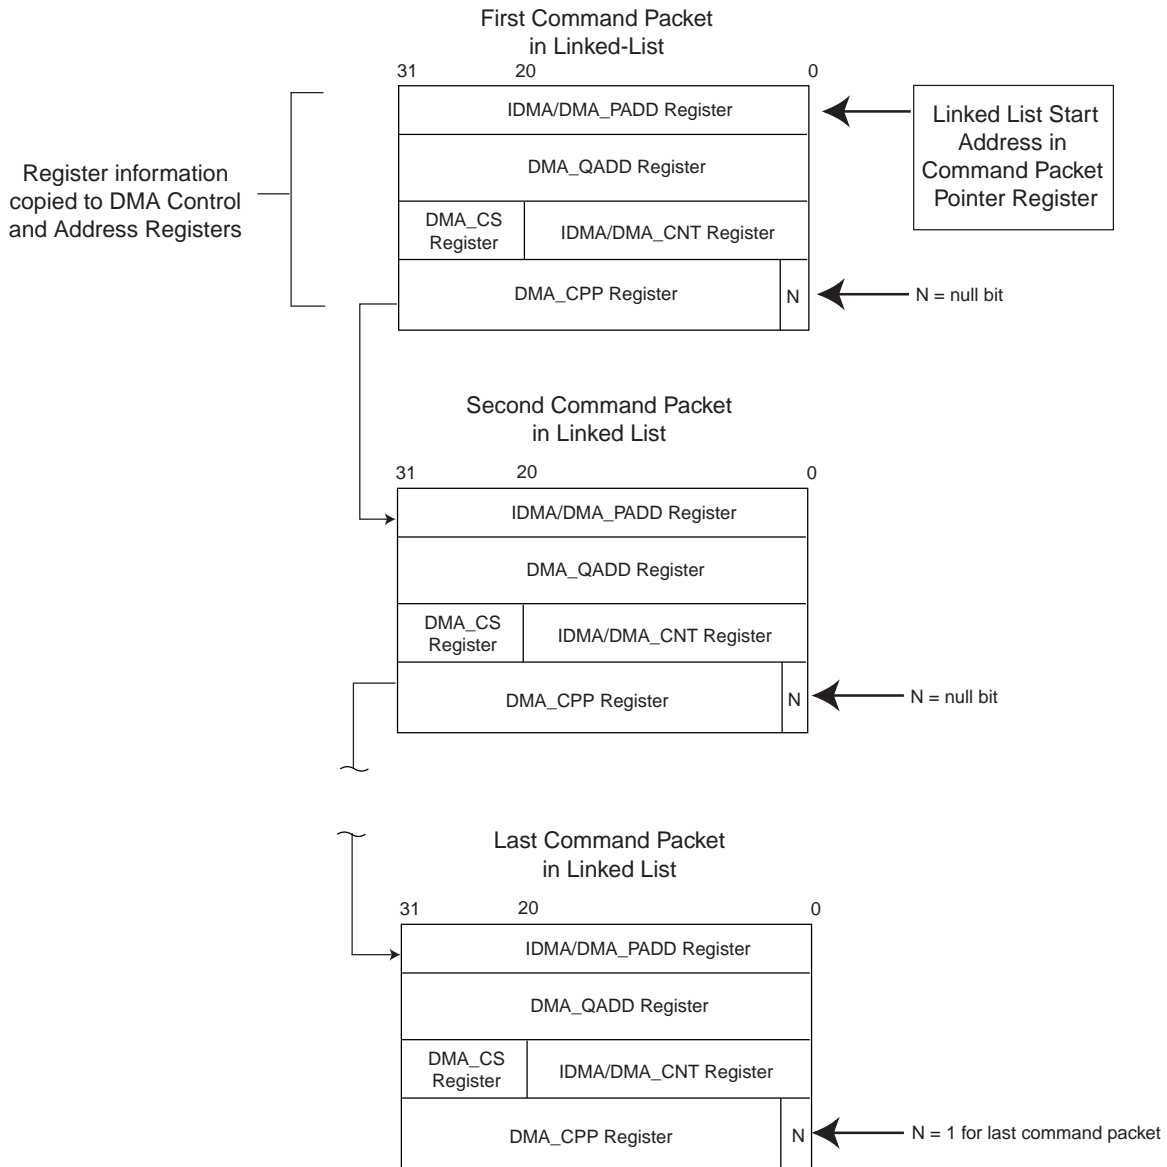 First Command Packet
in Linked-List
31 20 0
IDMA/DMA_PADD Register
DMA_QADD Register
DMA_CS
Register
IDMA/DMA_CNT Register
DMA_CPP Register
N
Register information
copied to DMA Control
and Address Registers
Linked List Start
Address in
Command Packet
Pointer Register
N = null bit
Second Command Packet
in Linked List
31 20 0
IDMA/DMA_PADD Register
DMA_QADD Register
DMA_CS
Register
IDMA/DMA_CNT Register
DMA_CPP Register
N
N = null bit
Last Command Packet
in Linked List
31 20 0
IDMA/DMA_PADD Register
DMA_QADD Register
DMA_CS
Register
IDMA/DMA_CNT Register
DMA_CPP Register
N
N = 1 for last command packet